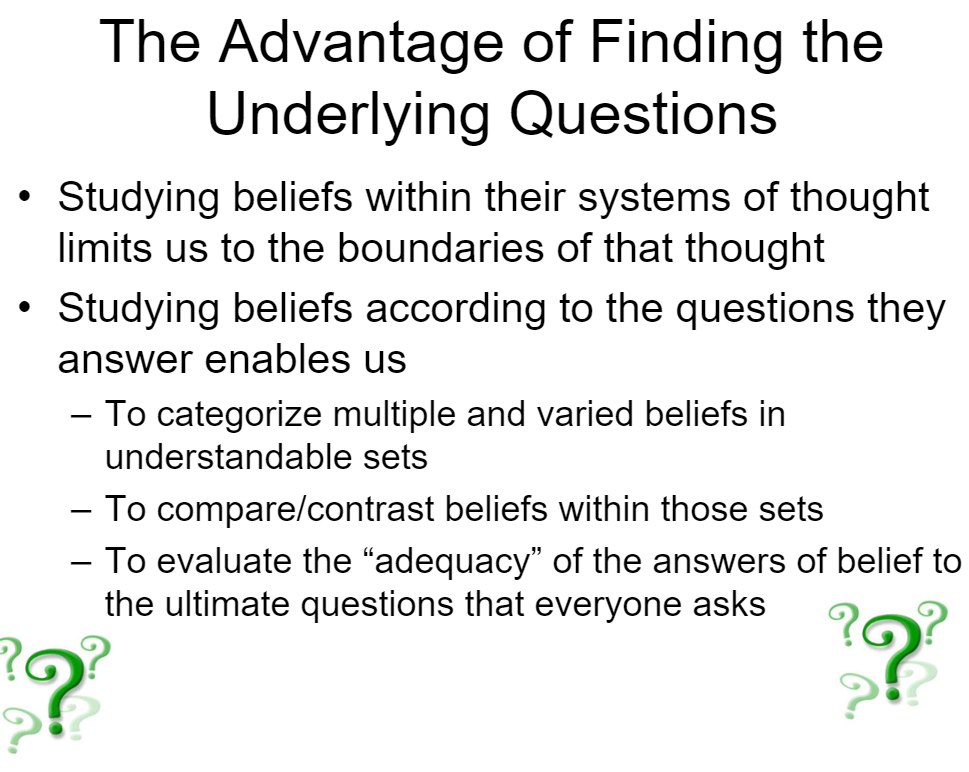 The Advantage of Finding the
Underlying Questions
• Studying beliefs within their systems of thought
limits us to the boundaries of that thought
• Studying beliefs according to the questions they
answer enables us
– To categorize multiple and varied beliefs in
understandable sets
– To compare/contrast beliefs within those sets
– To evaluate the “adequacy” of the answers of belief to
the ultimate questions that everyone asks